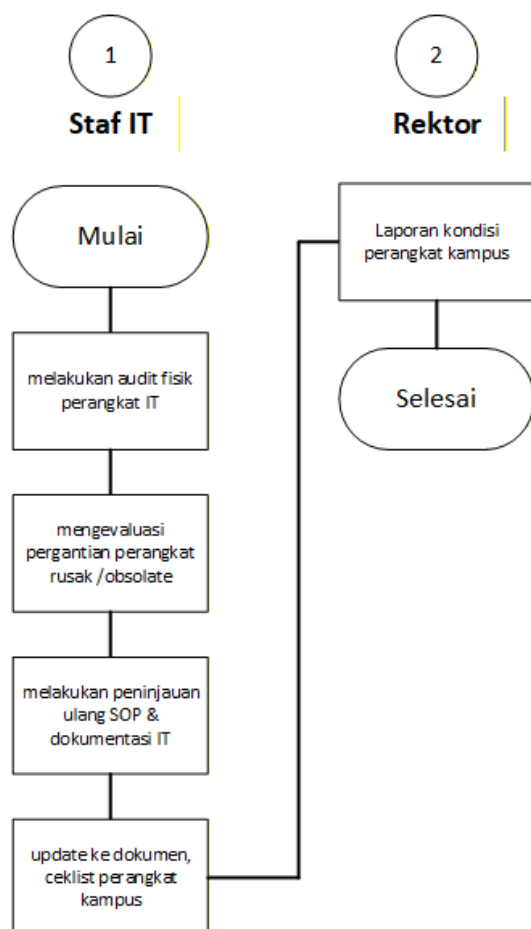 1
Staf IT
Mulai
melakukan audit fisik
perangkat IT
mengevaluasi
pergantian perangkat
rusak /obsolate
melakukan peninjauan
ulang SOP &
dokumentasi IT
update ke dokumen,
ceklist perangkat
kampus
2
Rektor
Laporan kondisi
perangkat kampus
Selesai